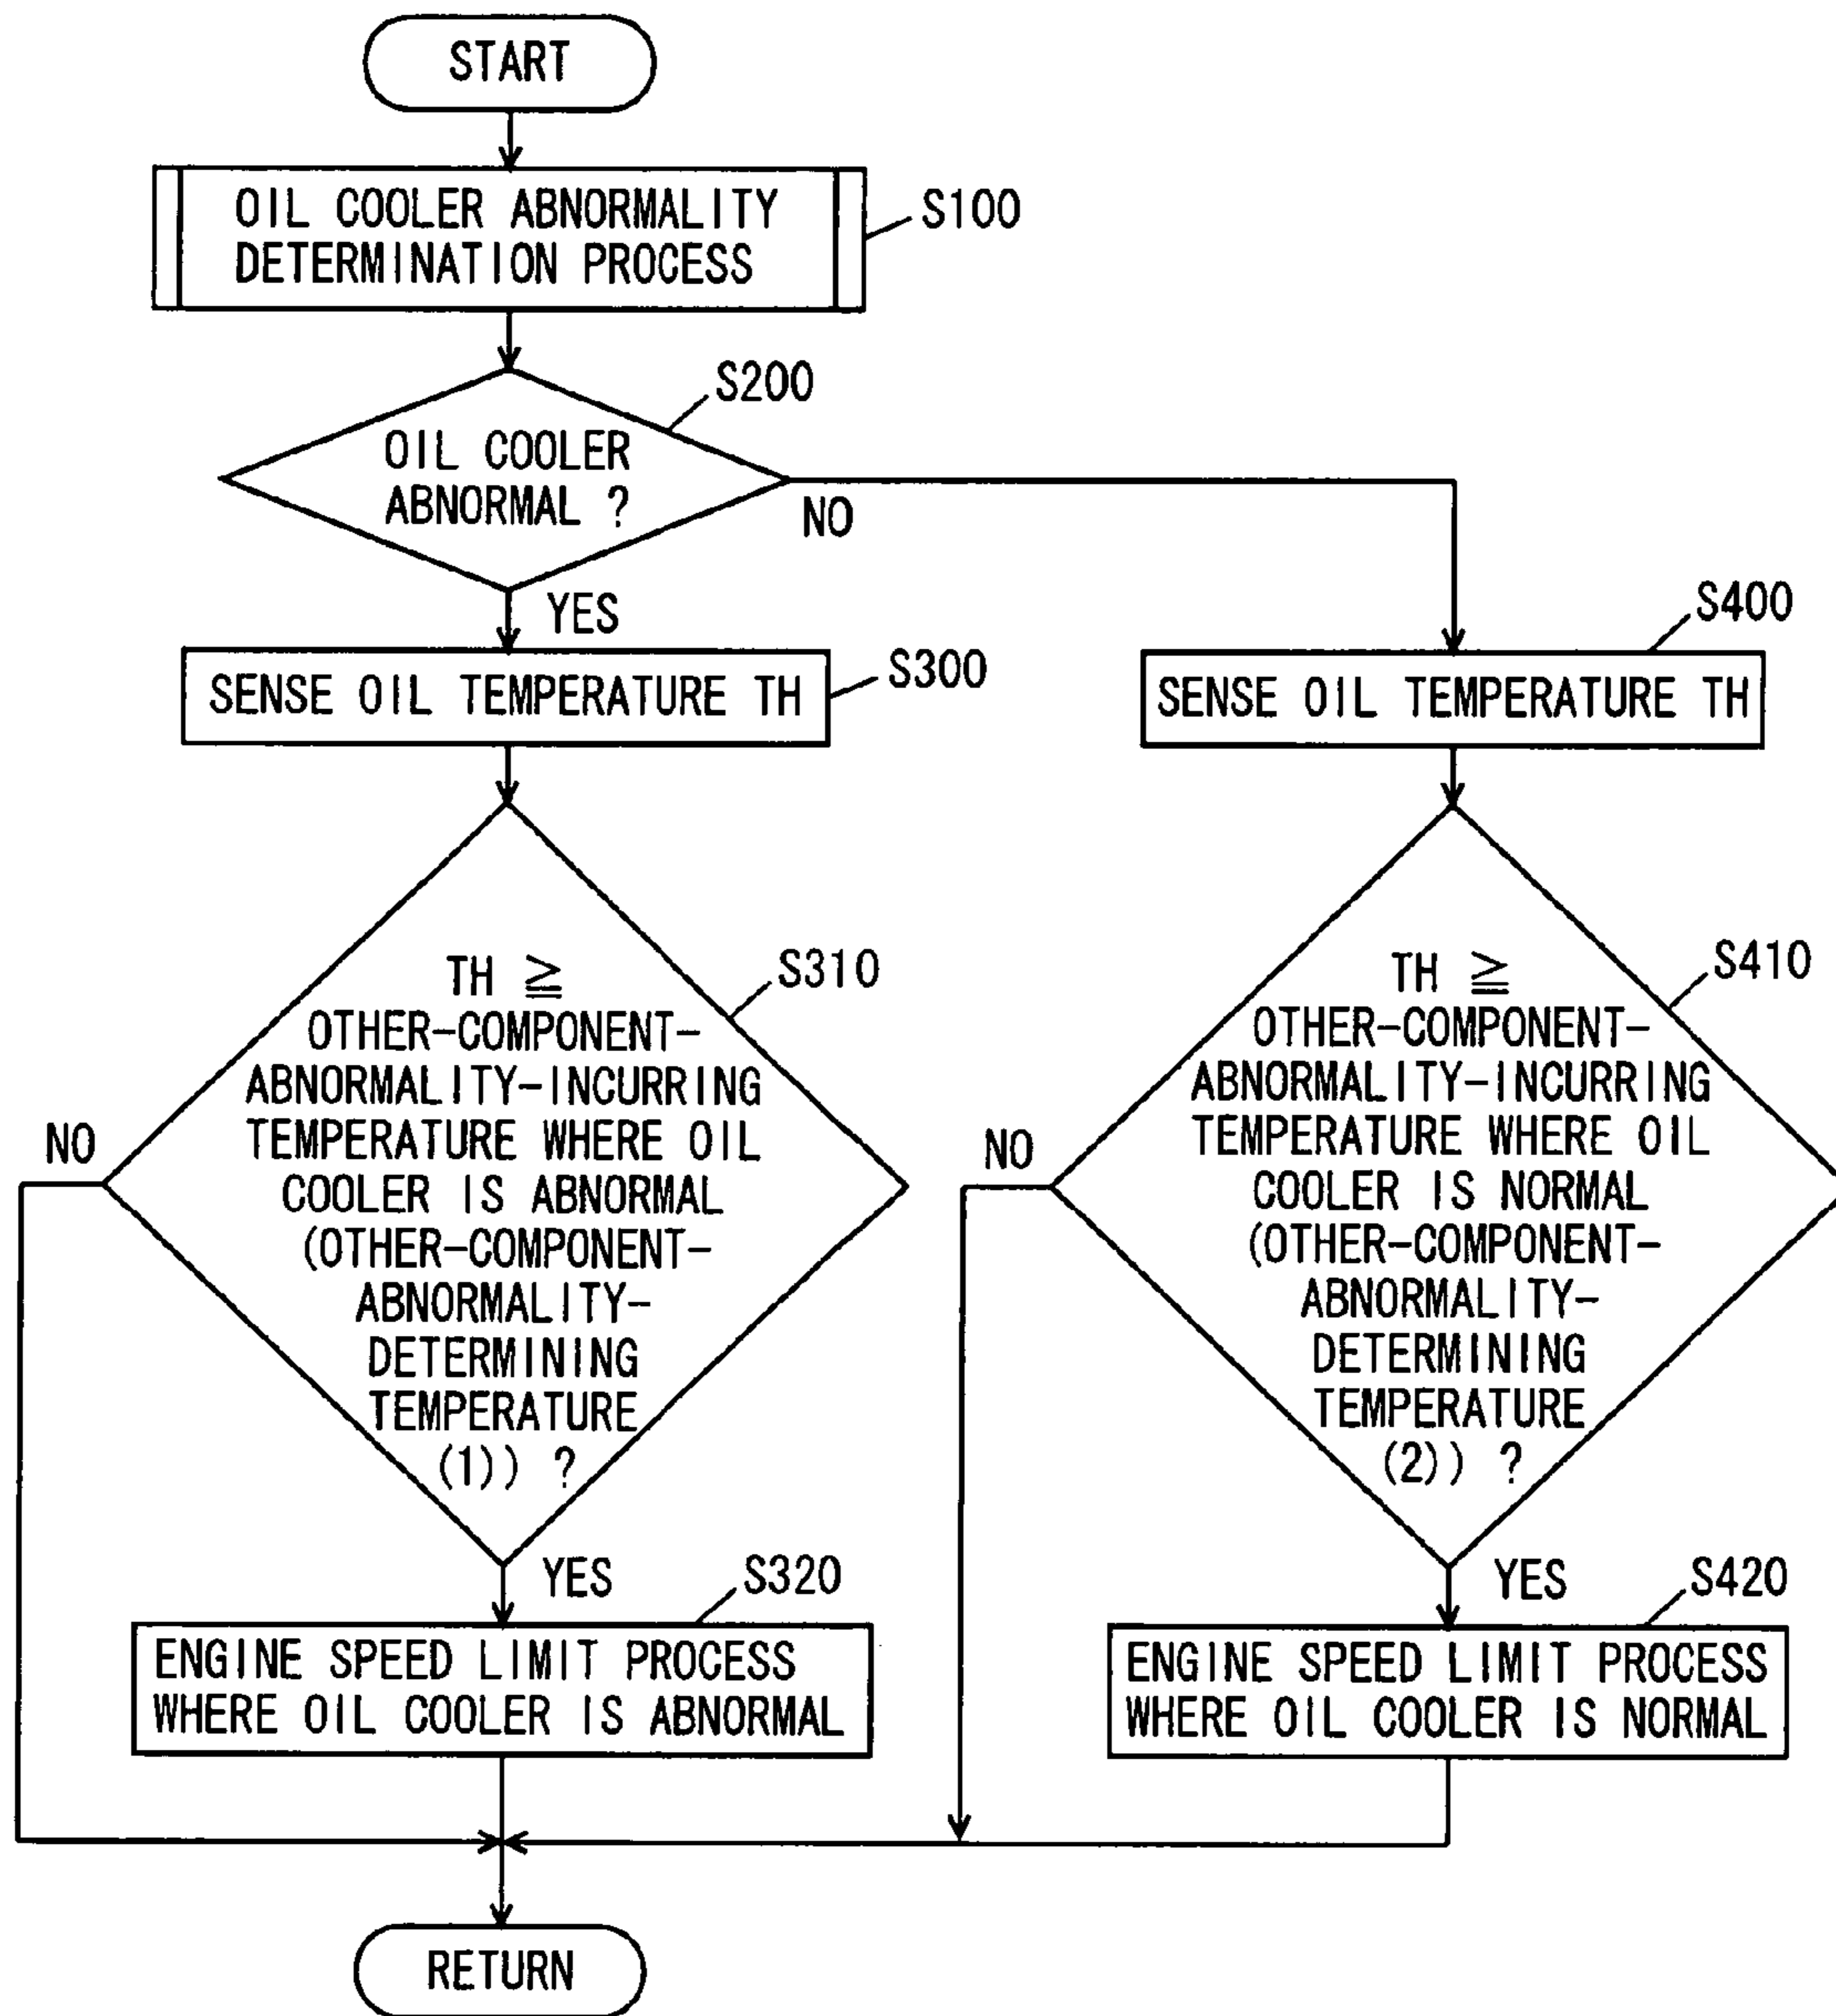 START
OIL COOLER ABNORMALITY
DETERMINATION PROCESS
S100
S200
OIL COOLER
ABNORMAL ?
NO
YES
S300
SENSE OIL TEMPERATURE TH
S400
SENSE OIL TEMPERATURE TH
S310
TH ≧
OTHER-COMPONENT-
ABNORMALITY-INCURRING
TEMPERATURE WHERE OIL
COOLER IS ABNORMAL
(OTHER-COMPONENT-
ABNORMALITY-
DETERMINING
TEMPERATURE
(1)) ?
NO
YES
S410
TH ≧
OTHER-COMPONENT-
ABNORMALITY-INCURRING
TEMPERATURE WHERE OIL
COOLER IS NORMAL
(OTHER-COMPONENT-
ABNORMALITY-
DETERMINING
TEMPERATURE
(2)) ?
NO
YES
S320
ENGINE SPEED LIMIT PROCESS
WHERE OIL COOLER IS ABNORMAL
S420
ENGINE SPEED LIMIT PROCESS
WHERE OIL COOLER IS NORMAL
RETURN